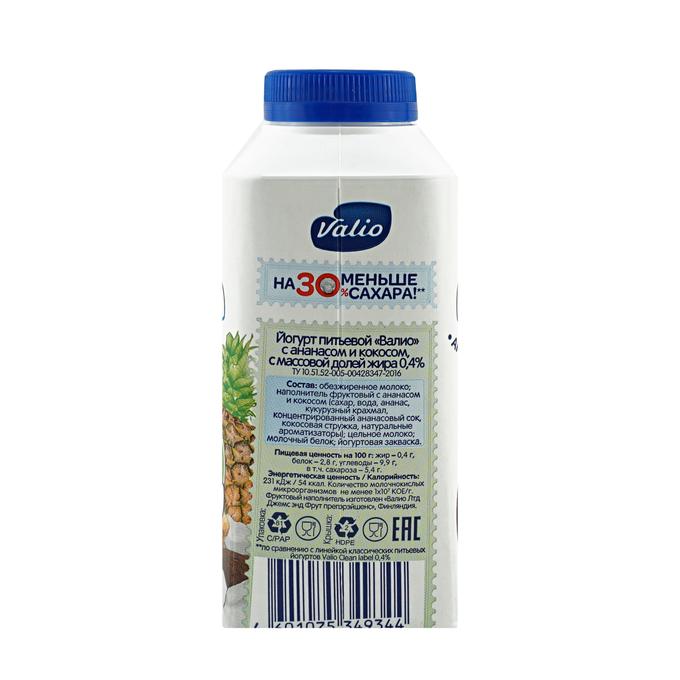 Valio
НА 30% МЕНЬШЕ
САХАРА!**
Йогурт питьевой «Валио»
с ананасом и кокосом,
с массовой долей жира 0,4%
ТУ 10.51.52-005-00428347-2016
Состав: обезжиренное молоко;
наполнитель фруктовый с ананасом
и кокосом (сахар, вода, ананас,
кукурузный крахмал,
концентрированный ананасовый сок,
кокосовая стружка, натуральные
ароматизаторы); цельное молоко;
молочный белок; йогуртовая закваска.
Пищевая ценность на 100 г: жир – 0,4 г,
белок – 2,8 г, углеводы – 9,9 г,
в т.ч. сахароза – 5,4 г.
Энергетическая ценность / Калорийность:
231 кДж / 54 ккал. Количество молочнокислых
микроорганизмов не менее 1х10⁷ КОЕ/г.
Фруктовый наполнитель изготовлен «Валио Лтд
Джемс энд Фрут препрэйшенс», Финляндия.
Упаковка:
81
C/PAP
Крышка:
2
HDPE
ЕАС
**по сравнению с линейкой классических питьевых
йогуртов Valio Clean label 0,4%
4 601075 349344